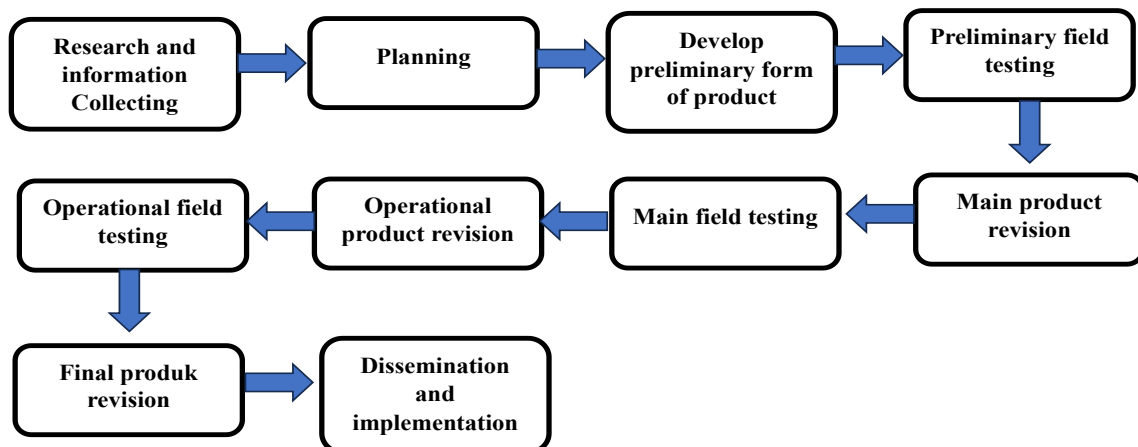 Research and
information
Collecting
Planning
Develop
preliminary form
of product
Preliminary field
testing
Main product
revision
Main field testing
Operational
product revision
Operational field
testing
Final produk
revision
Dissemination
and
implementation